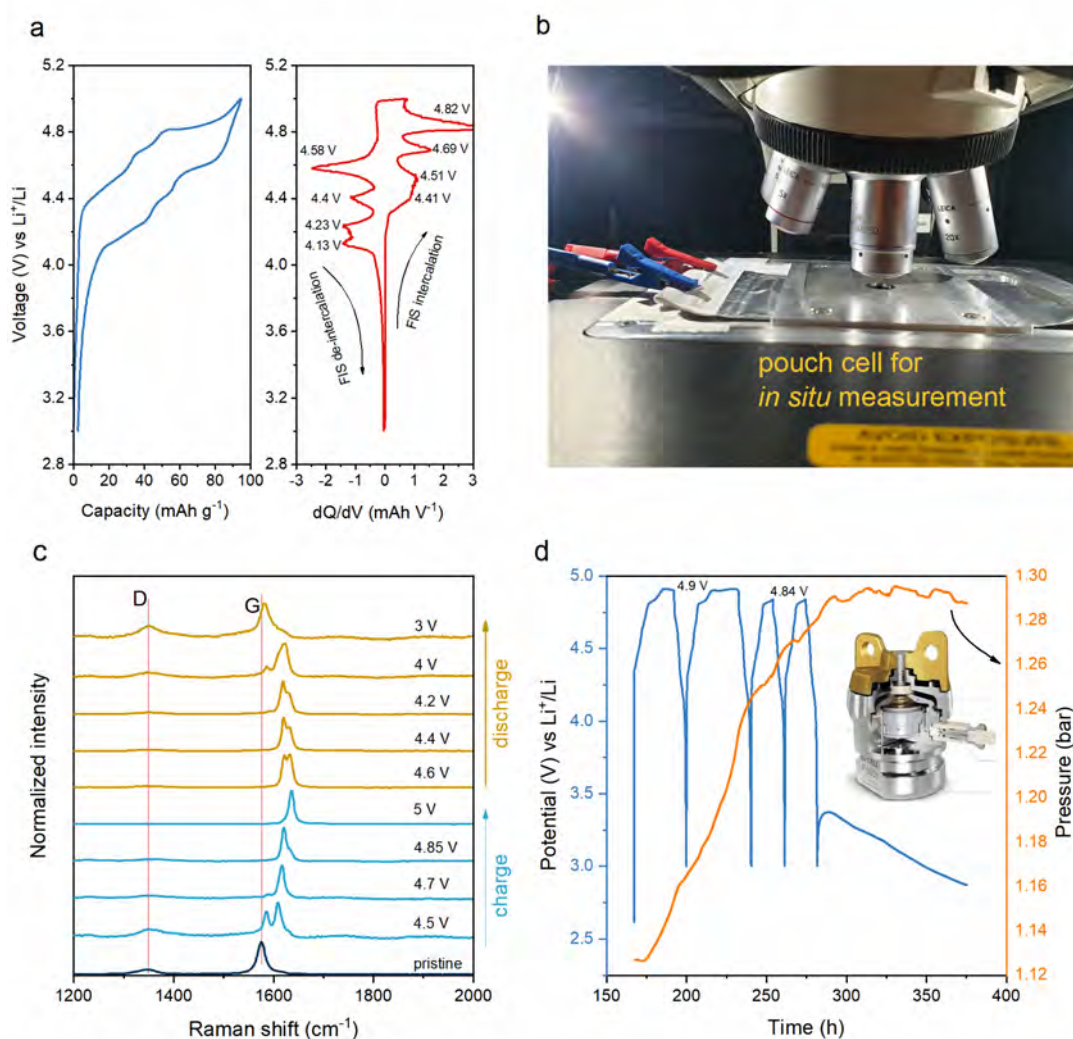 a
5.2
4.8
4.4
4.0
3.6
3.2
2.8
Voltage (V) vs Li⁺/Li
0 20 40 60 80 100
Capacity (mAh g⁻¹)
4.82 V
4.69 V
4.51 V
4.41 V
4.58 V
4.4 V
4.23 V
4.13 V
FIS de-intercalation
FIS intercalation
-3 -2 -1 0 1 2 3
dQ/dV (mAh V⁻¹)
b
5X
20X
pouch cell for
in situ measurement
c
D
G
3 V
4 V
4.2 V
4.4 V
4.6 V
5 V
4.85 V
4.7 V
4.5 V
pristine
discharge
charge
Normalized intensity
1200 1400 1600 1800 2000
Raman shift (cm⁻¹)
d
4.9 V
4.84 V
5.0
4.5
4.0
3.5
3.0
2.5
Potential (V) vs Li⁺/Li
1.30
1.28
1.26
1.24
1.22
1.20
1.18
1.16
1.14
1.12
Pressure (bar)
150 200 250 300 350 400
Time (h)